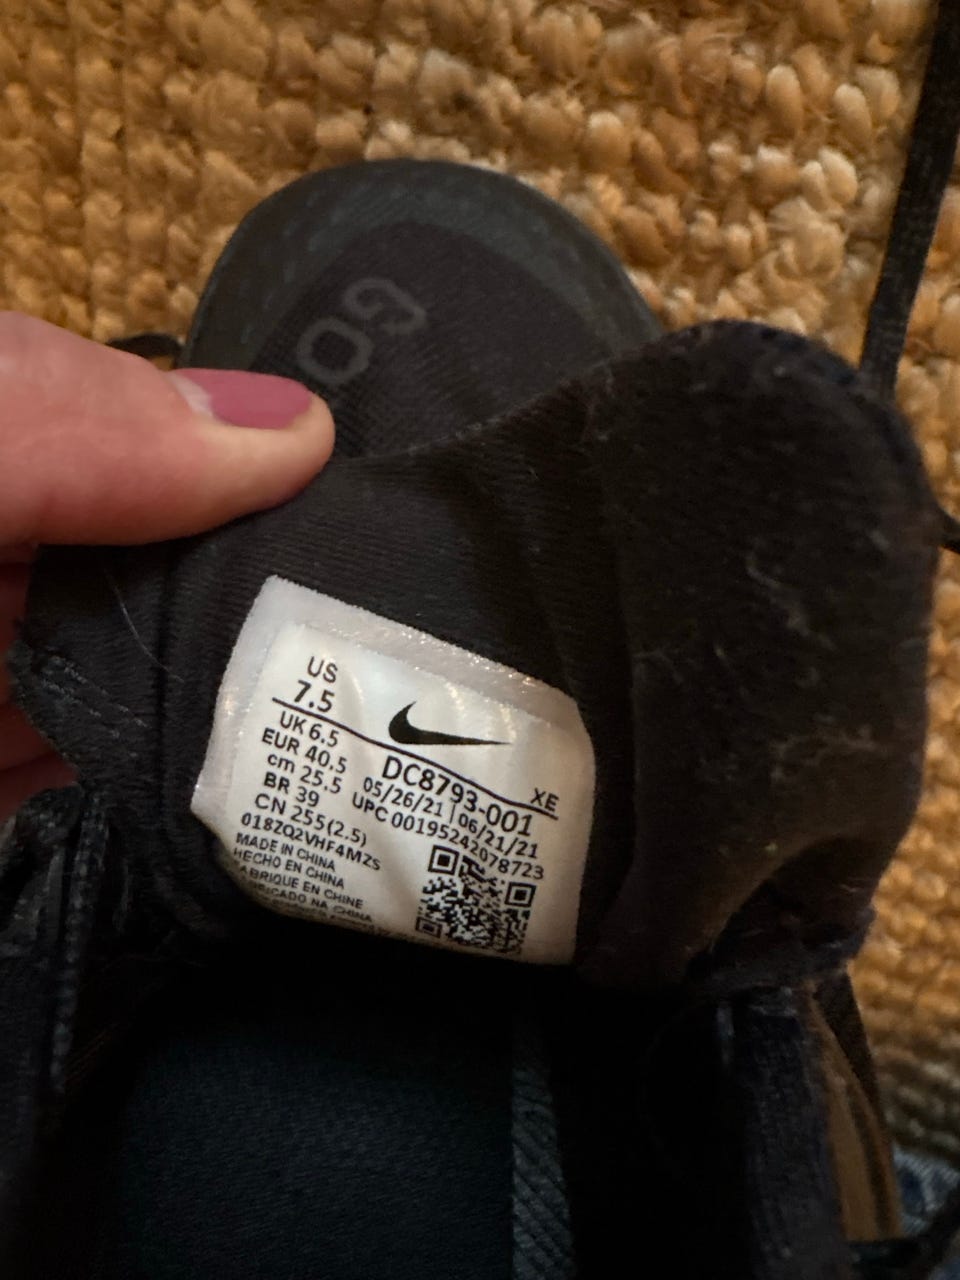 GO
US
7.5
UK 6.5
EUR 40.5
cm 25.5
BR 39
CN 255(2.5)
018ZQ2VHF4MZS
MADE IN CHINA
HECHO EN CHINA
FABRIQUE EN CHINE
FABRICADO NA CHINA
XE
DC8793-001
05/26/21 | 06/21/21
UPC 00195242078723